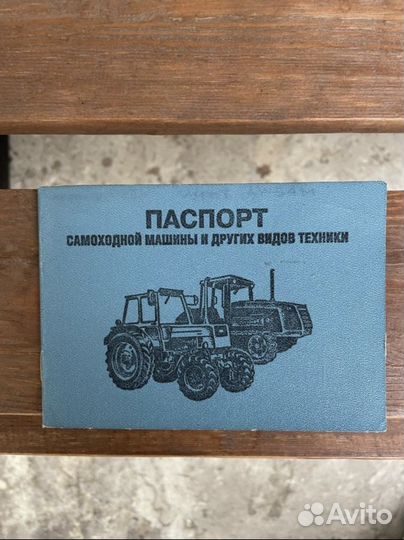 ПАСПОРТ
САМОХОДНОЙ МАШИНЫ И ДРУГИХ ВИДОВ ТЕХНИКИ
Avito